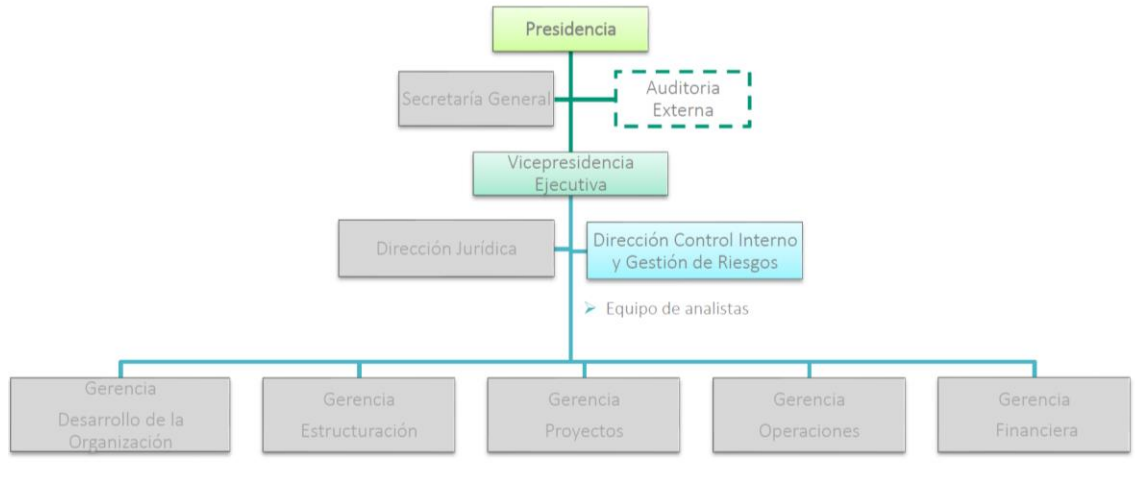 Presidencia
Secretaría General
Auditoria
Externa
Vicepresidencia
Ejecutiva
Dirección Jurídica
Dirección Control Interno
y Gestión de Riesgos
➢ Equipo de analistas
Gerencia
Desarrollo de la
Organización
Gerencia
Estructuración
Gerencia
Proyectos
Gerencia
Operaciones
Gerencia
Financiera